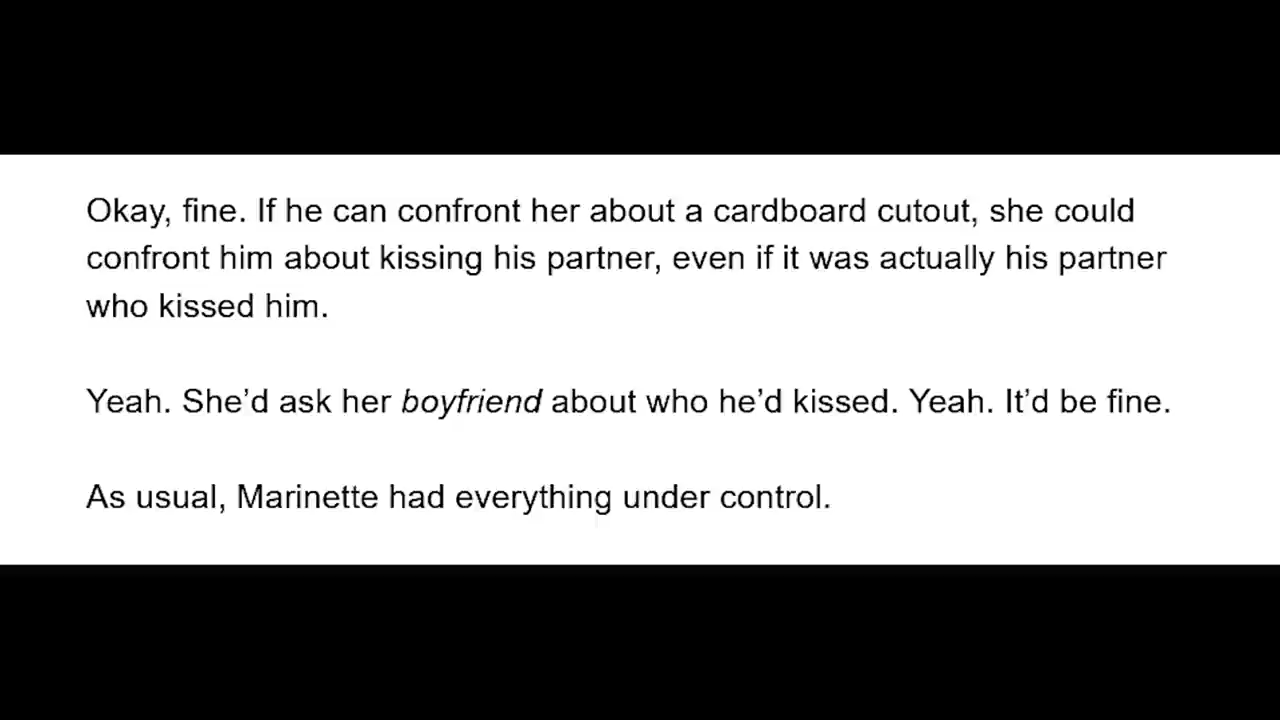 Okay, fine. If he can confront her about a cardboard cutout, she could
confront him about kissing his partner, even if it was actually his partner
who kissed him.
Yeah. She’d ask her boyfriend about who he’d kissed. Yeah. It’d be fine.
As usual, Marinette had everything under control.